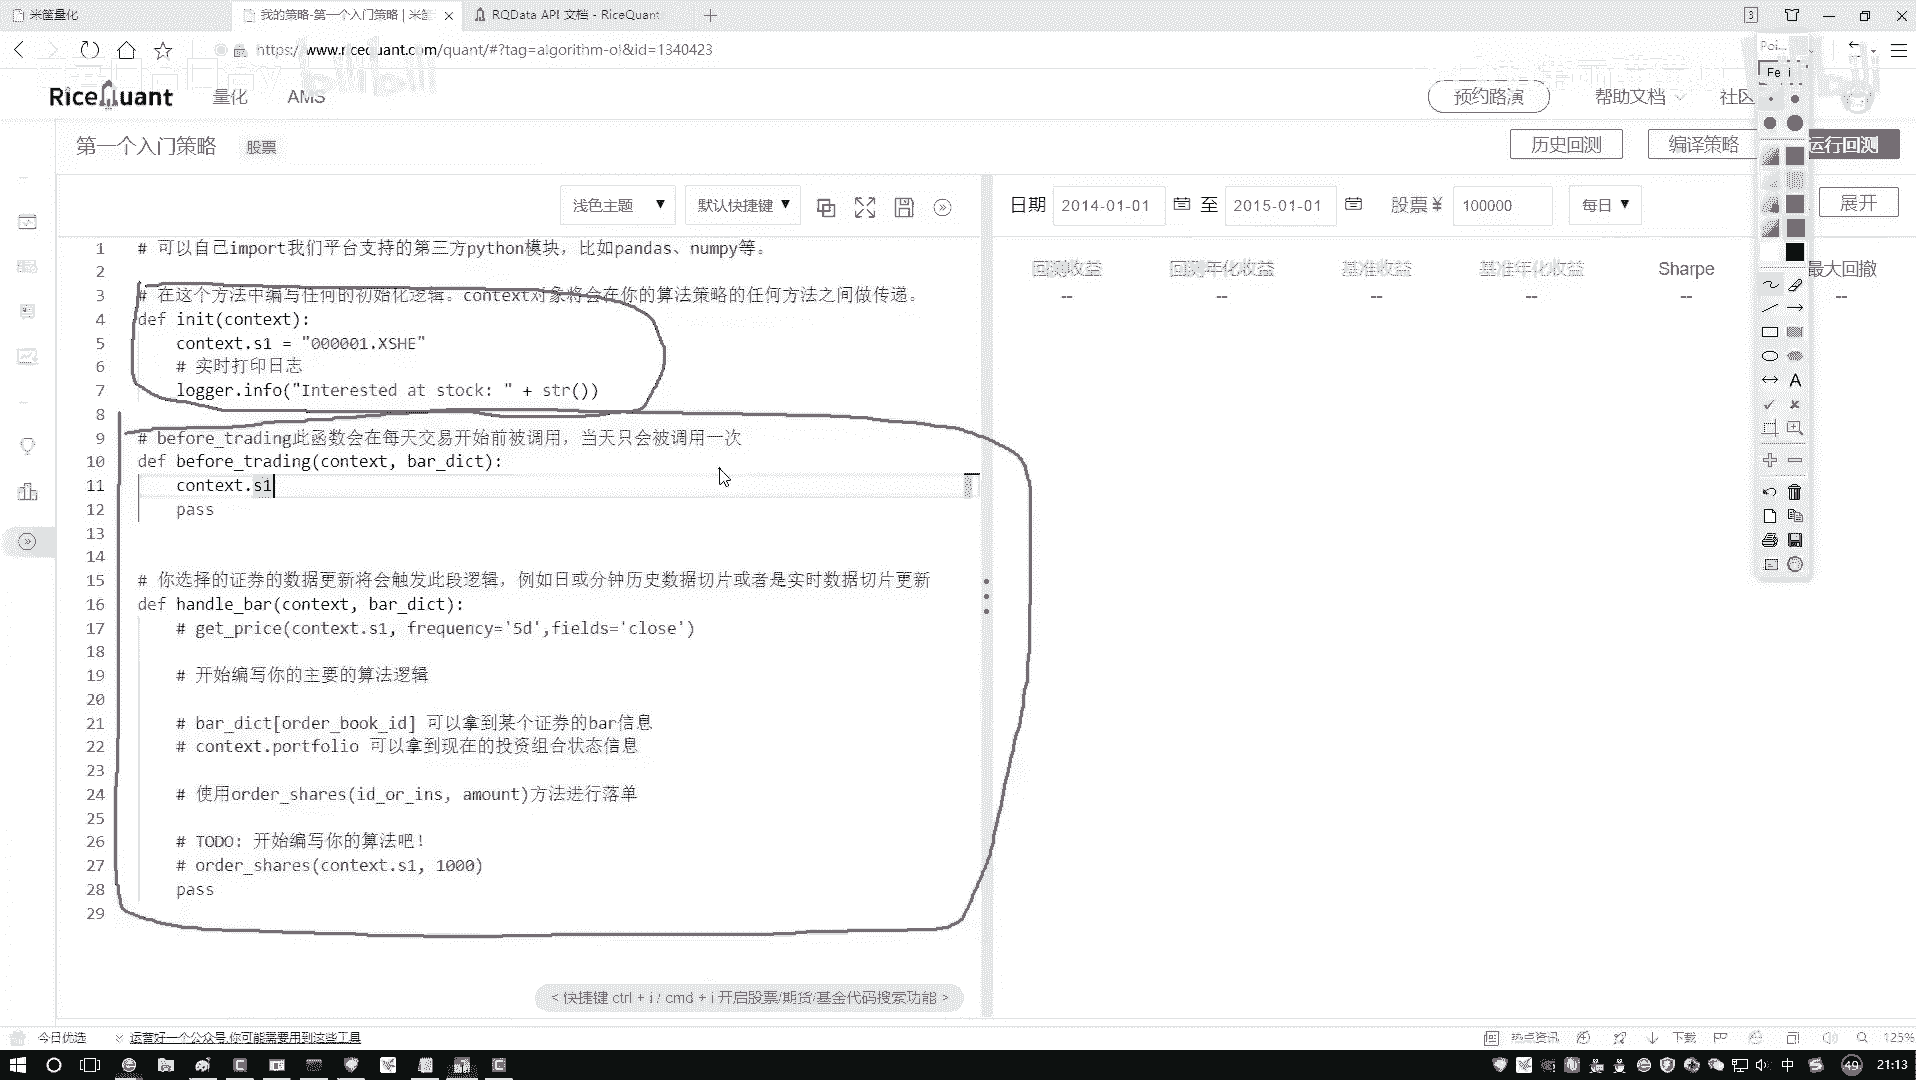 米筐量化
我的策略-第一个入门策略 | 米筐
RQData API 文档 - RiceQuant
3
https://www.ricequant.com/quant/#?tag=algorithm-ol&id=1340423
bilibili
RiceQuant
量化
AMS
预约路演
帮助文档
社区
第一个入门策略
股票
历史回测
编译策略
运行回测
浅色主题
默认快捷键
日期
2014-01-01
至
2015-01-01
股票¥
100000
每日
展开
回测收益
回测年化收益
基准收益
基准年化收益
Sharpe
最大回撤
--
--
--
--
--
--
1 # 可以自己import我们平台支持的第三方python模块，比如pandas、numpy等。
2
3 # 在这个方法中编写任何的初始化逻辑。context对象将会在你的算法策略的任何方法之间做传递。
4 def init(context):
5 context.s1 = "000001.XSHE"
6 # 实时打印日志
7 logger.info("Interested at stock: " + str())
8
9 # before_trading此函数会在每天交易开始前被调用，当天只会被调用一次
10 def before_trading(context, bar_dict):
11 context.s1
12 pass
13
14
15 # 你选择的证券的数据更新将会触发此段逻辑，例如日或分钟历史数据切片或者是实时数据切片更新
16 def handle_bar(context, bar_dict):
17 # get_price(context.s1, frequency='5d',fields='close')
18
19 # 开始编写你的主要的算法逻辑
20
21 # bar_dict[order_book_id] 可以拿到某个证券的bar信息
22 # context.portfolio 可以拿到现在的投资组合状态信息
23
24 # 使用order_shares(id_or_ins, amount)方法进行落单
25
26 # TODO: 开始编写你的算法吧！
27 # order_shares(context.s1, 1000)
28 pass
29
< 快捷键 ctrl + i / cmd + i 开启股票/期货/基金代码搜索功能 >
今日优选
运营好一个公众号,你可能需要用到这些工具
热点资讯
下载
125%
中
49
21:13